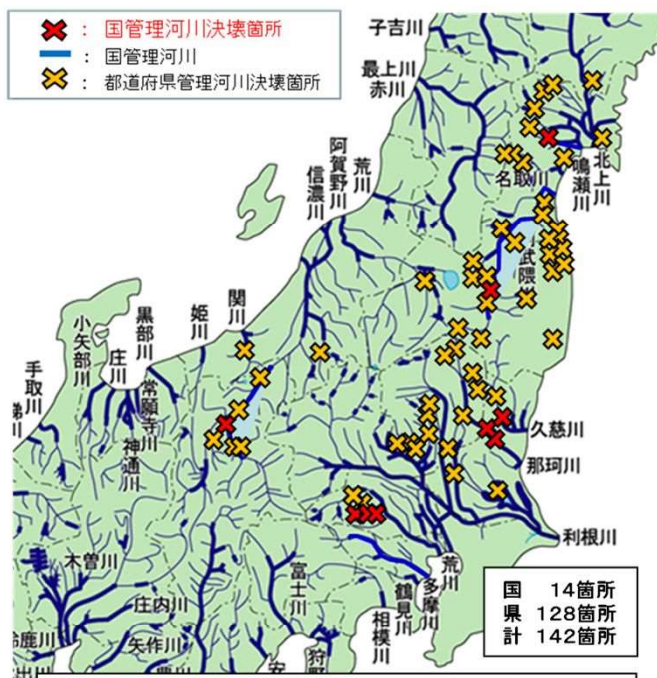 ： 国管理河川決壊箇所
： 国管理河川
： 都道府県管理河川決壊箇所
子吉川
最上川
赤川
荒川
阿賀野川
信濃川
名取川
鳴瀬川
北上川
武隈
関川
姫川
黒部川
常願寺川
神通川
庄川
小矢部川
手取川
久慈川
那珂川
利根川
荒川
多摩川
鶴見川
相模川
富士川
狩野
安
木曽川
庄内川
矢作川
鈴鹿川
国 14箇所
県 128箇所
計 142箇所